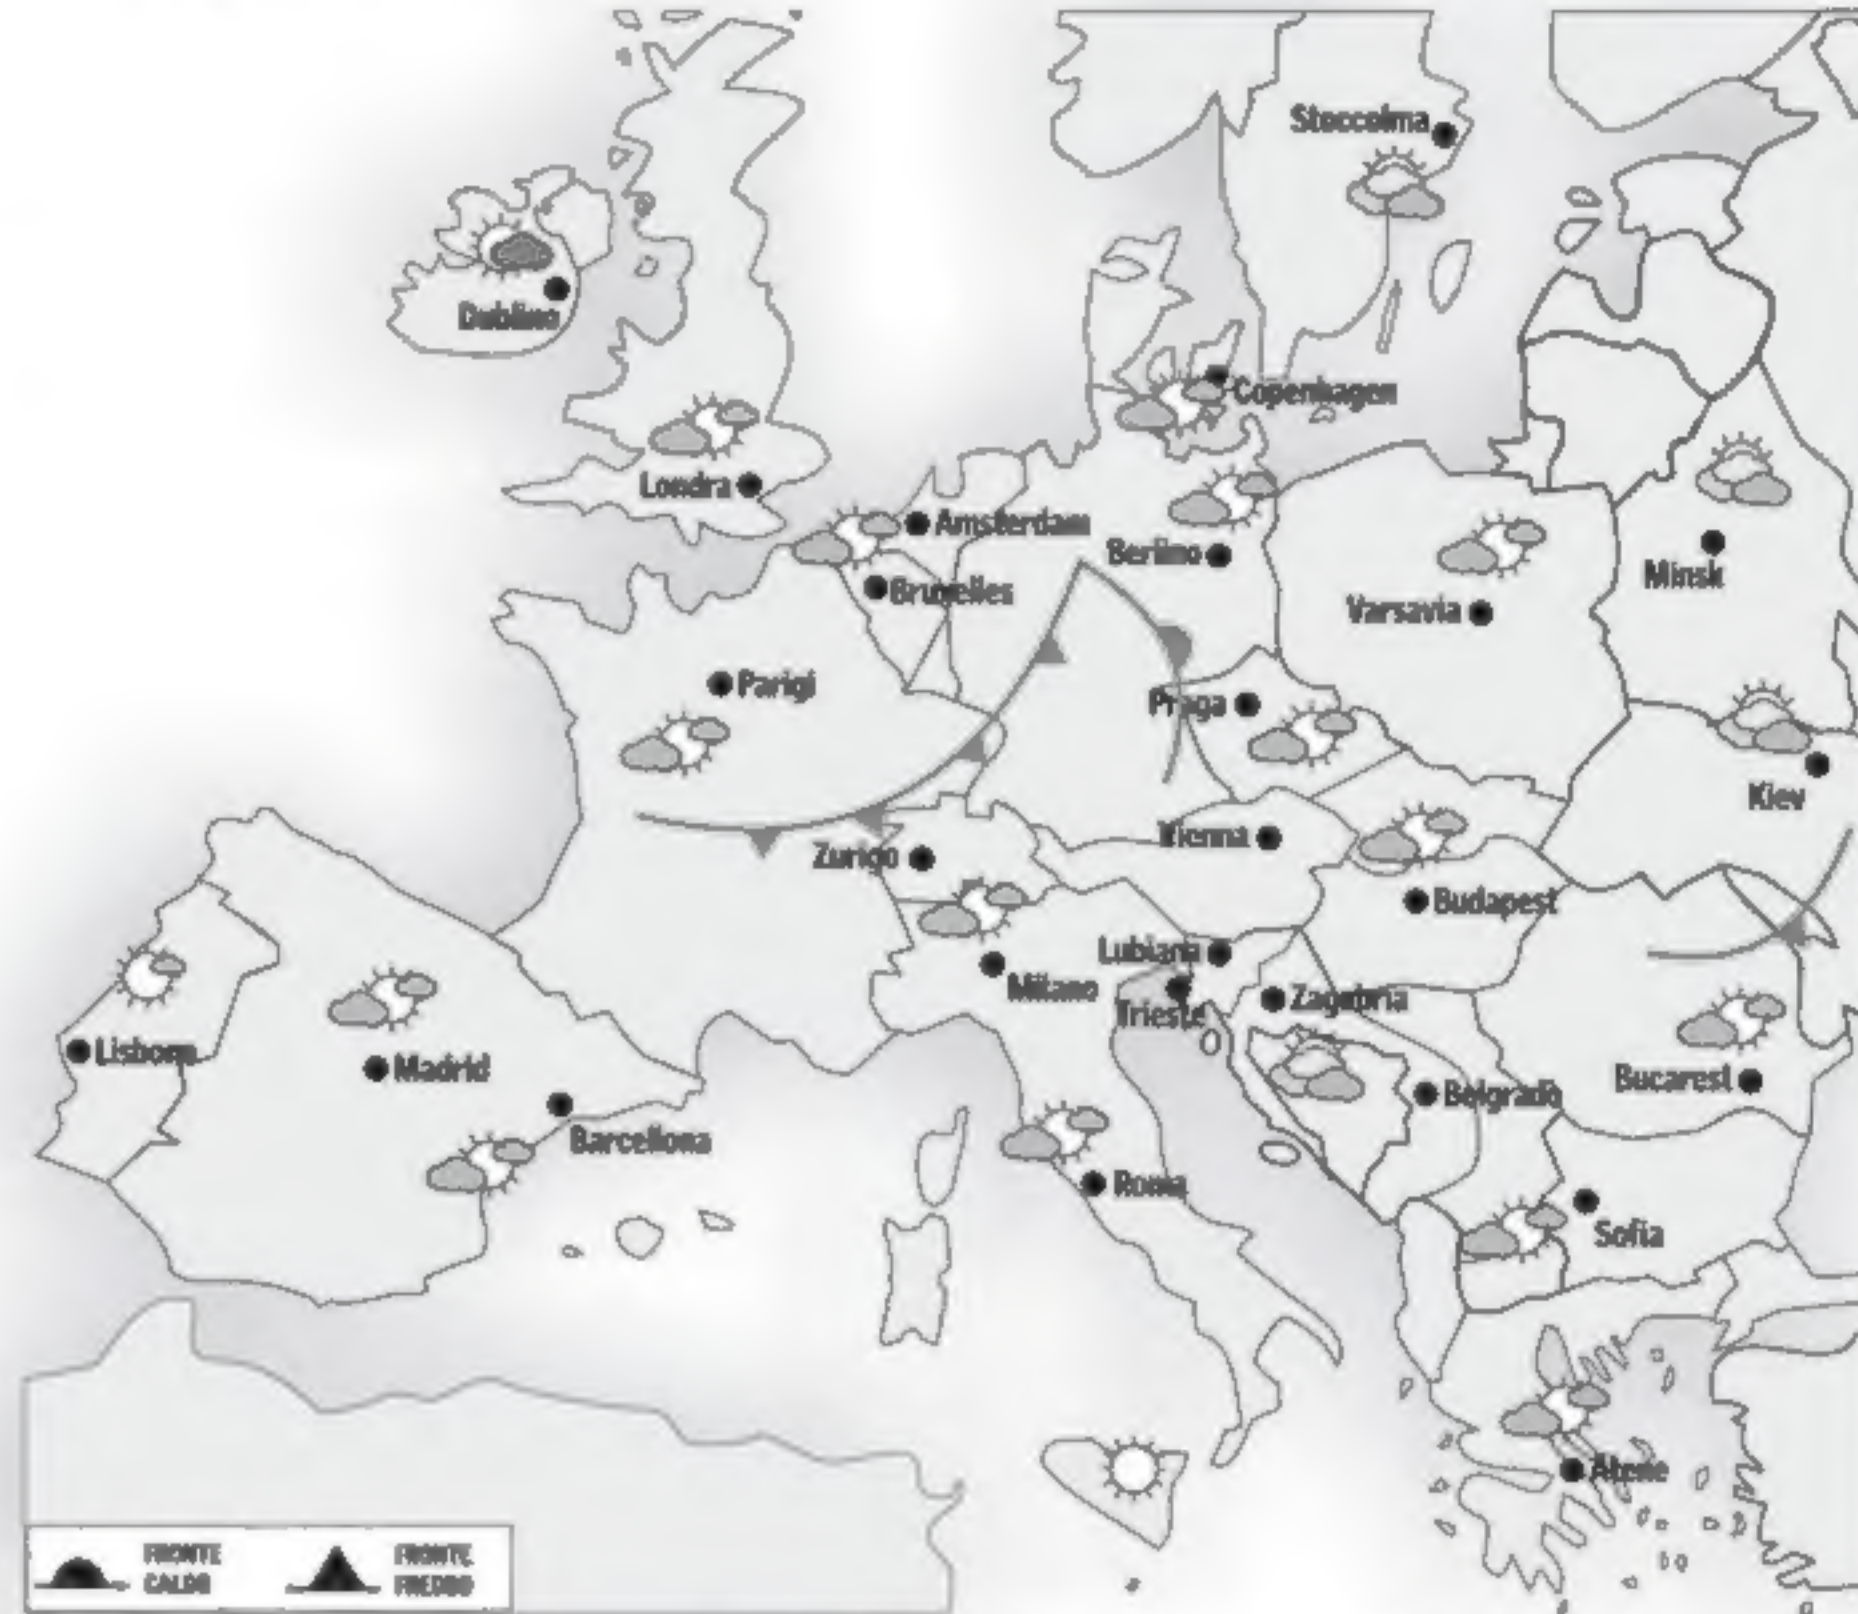 Stoccolma
Dublino
Copenhagen
Londra
Amsterdam
Berlino
Minsk
Bruxelles
Varsavia
Parigi
Praga
Kiev
Vienna
Zurigo
Budapest
Lubiana
Milano
Zagabria
Trieste
Lisbona
Madrid
Bucarest
Belgrado
Barcellona
Roma
Sofia
Atene
FRONTE
CALDO
FRONTE
FREDDO